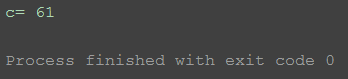 c= 61
Process finished with exit code 0